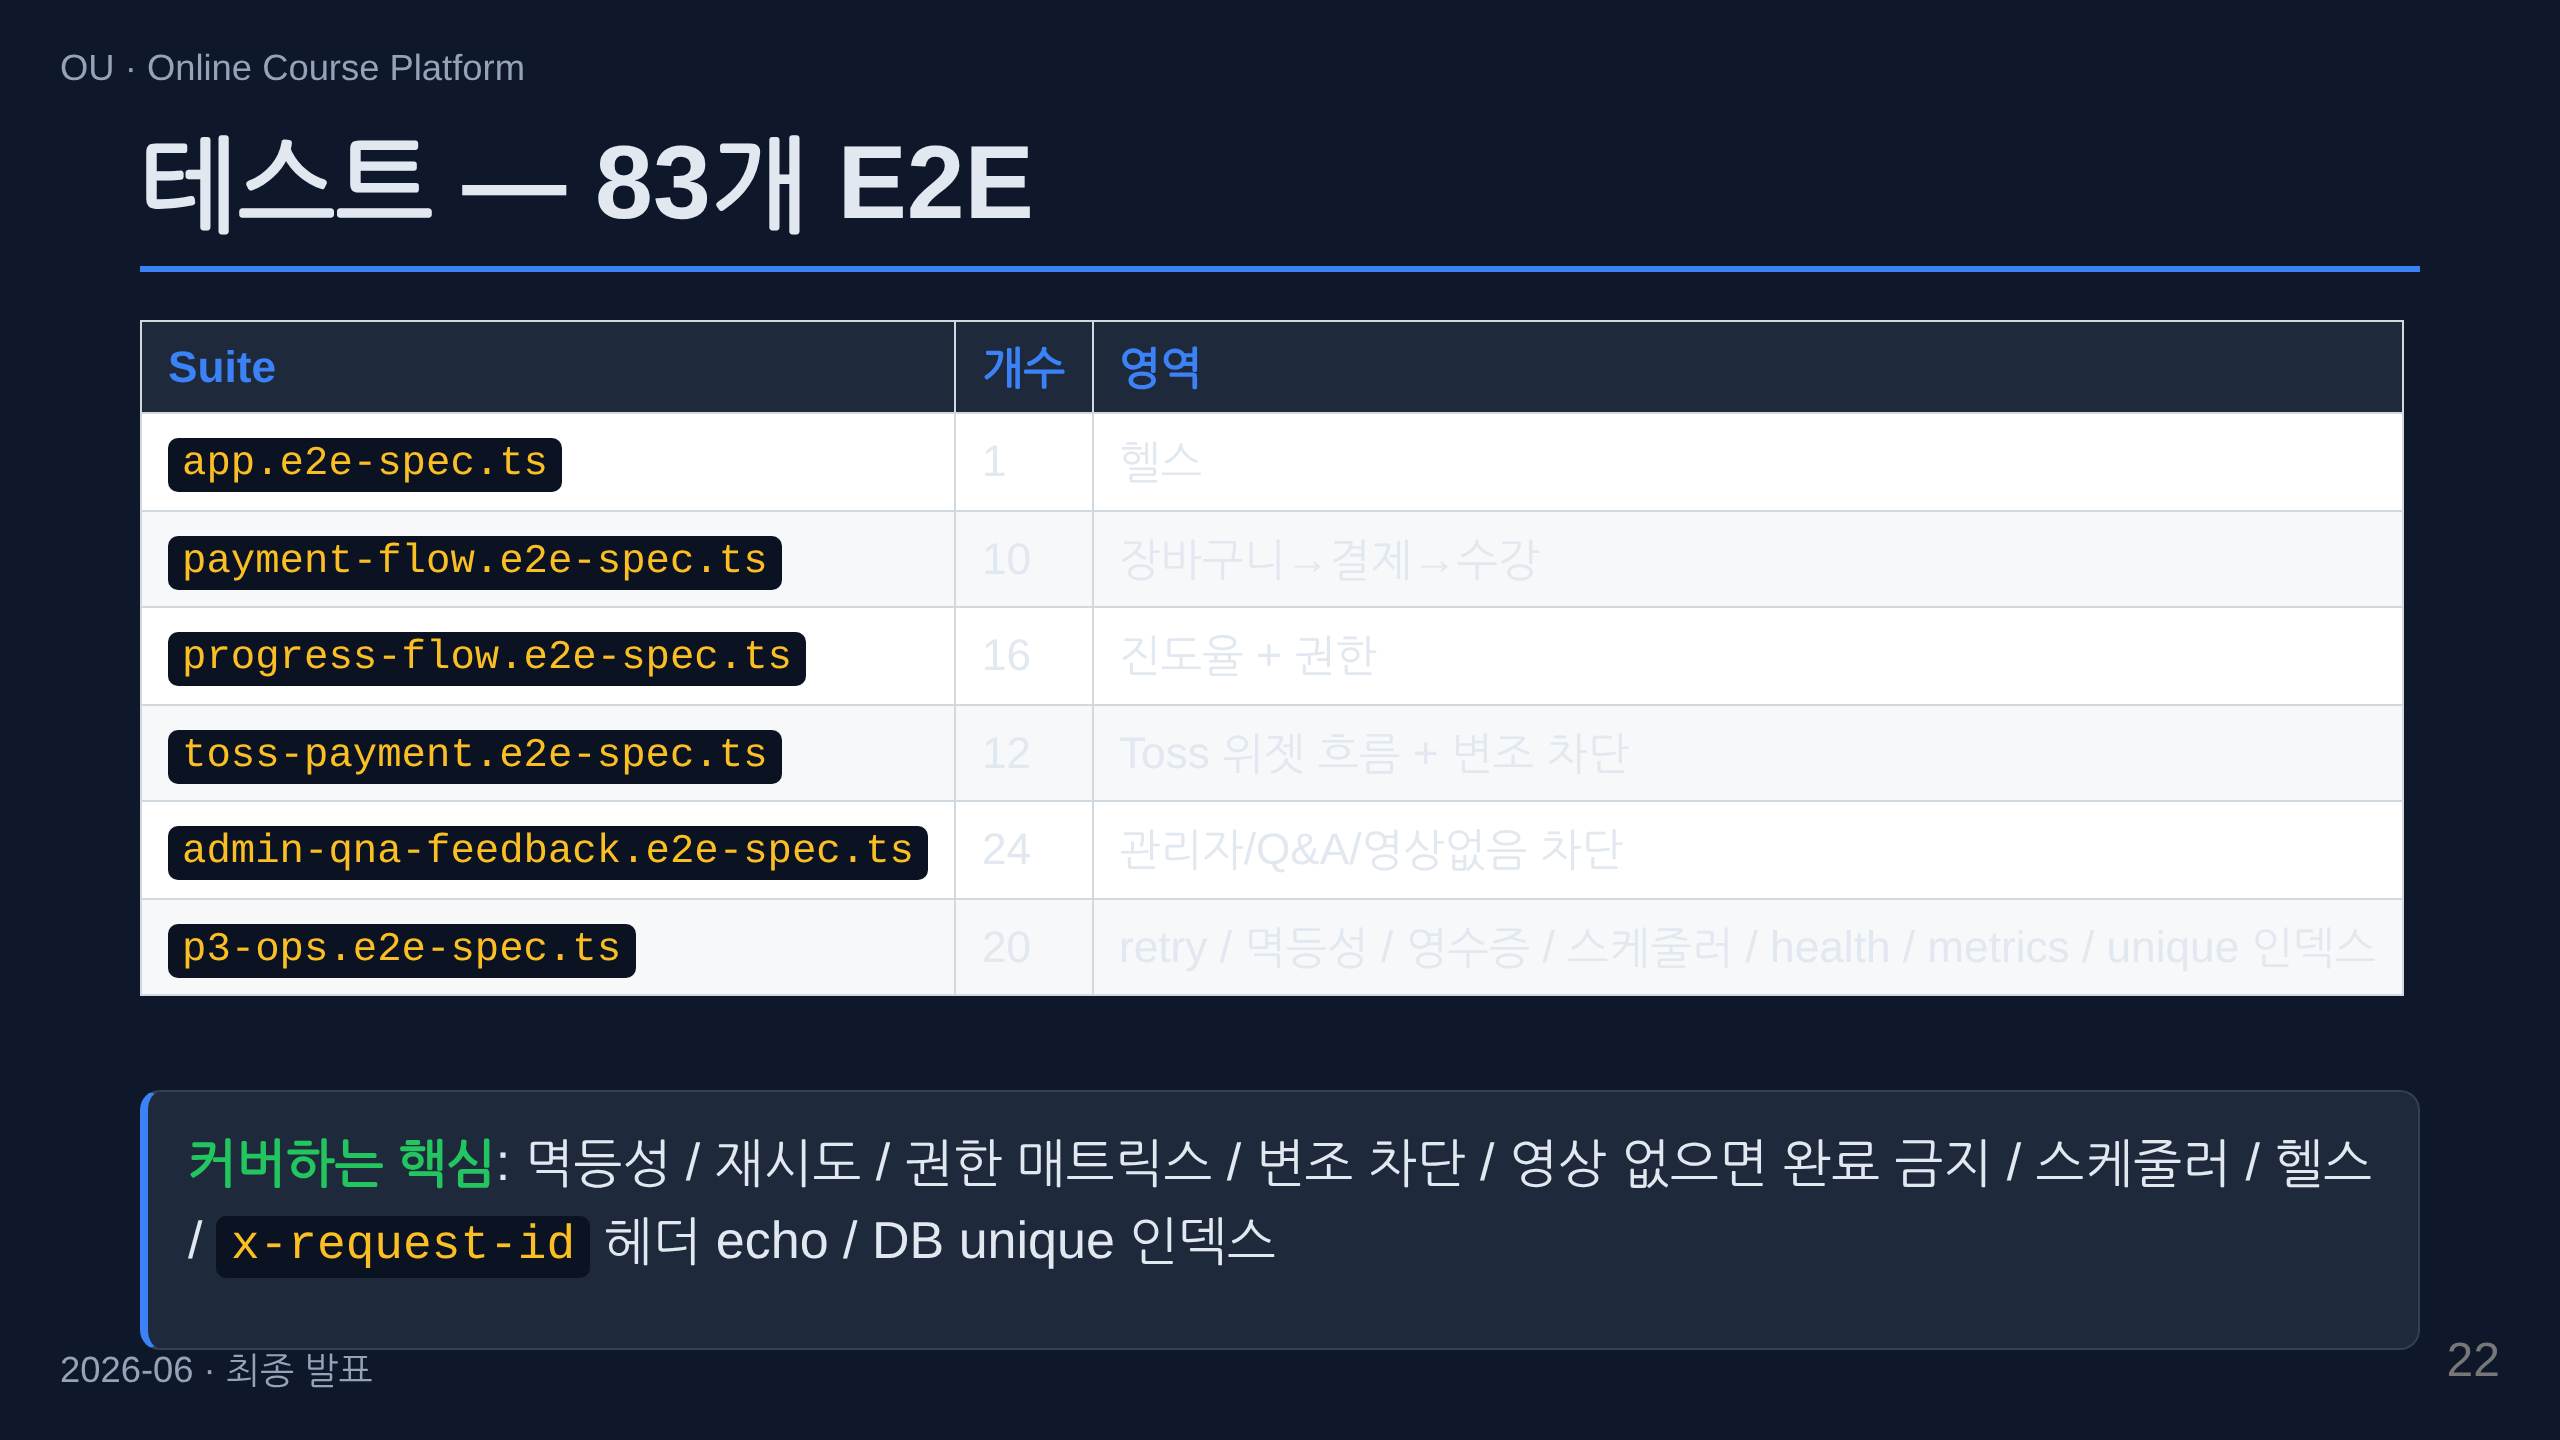 OU · Online Course Platform
테스트 — 83개 E2E
Suite 개수 영역
app.e2e-spec.ts 1 헬스
payment-flow.e2e-spec.ts 10 장바구니→결제→수강
progress-flow.e2e-spec.ts 16 진도율 + 권한
toss-payment.e2e-spec.ts 12 Toss 위젯 흐름 + 변조 차단
admin-qna-feedback.e2e-spec.ts 24 관리자/Q&A/영상없음 차단
p3-ops.e2e-spec.ts 20 retry / 멱등성 / 영수증 / 스케줄러 / health / metrics / unique 인덱스
커버하는 핵심: 멱등성 / 재시도 / 권한 매트릭스 / 변조 차단 / 영상 없으면 완료 금지 / 스케줄러 / 헬스
/ x-request-id 헤더 echo / DB unique 인덱스
2026-06 · 최종 발표
22